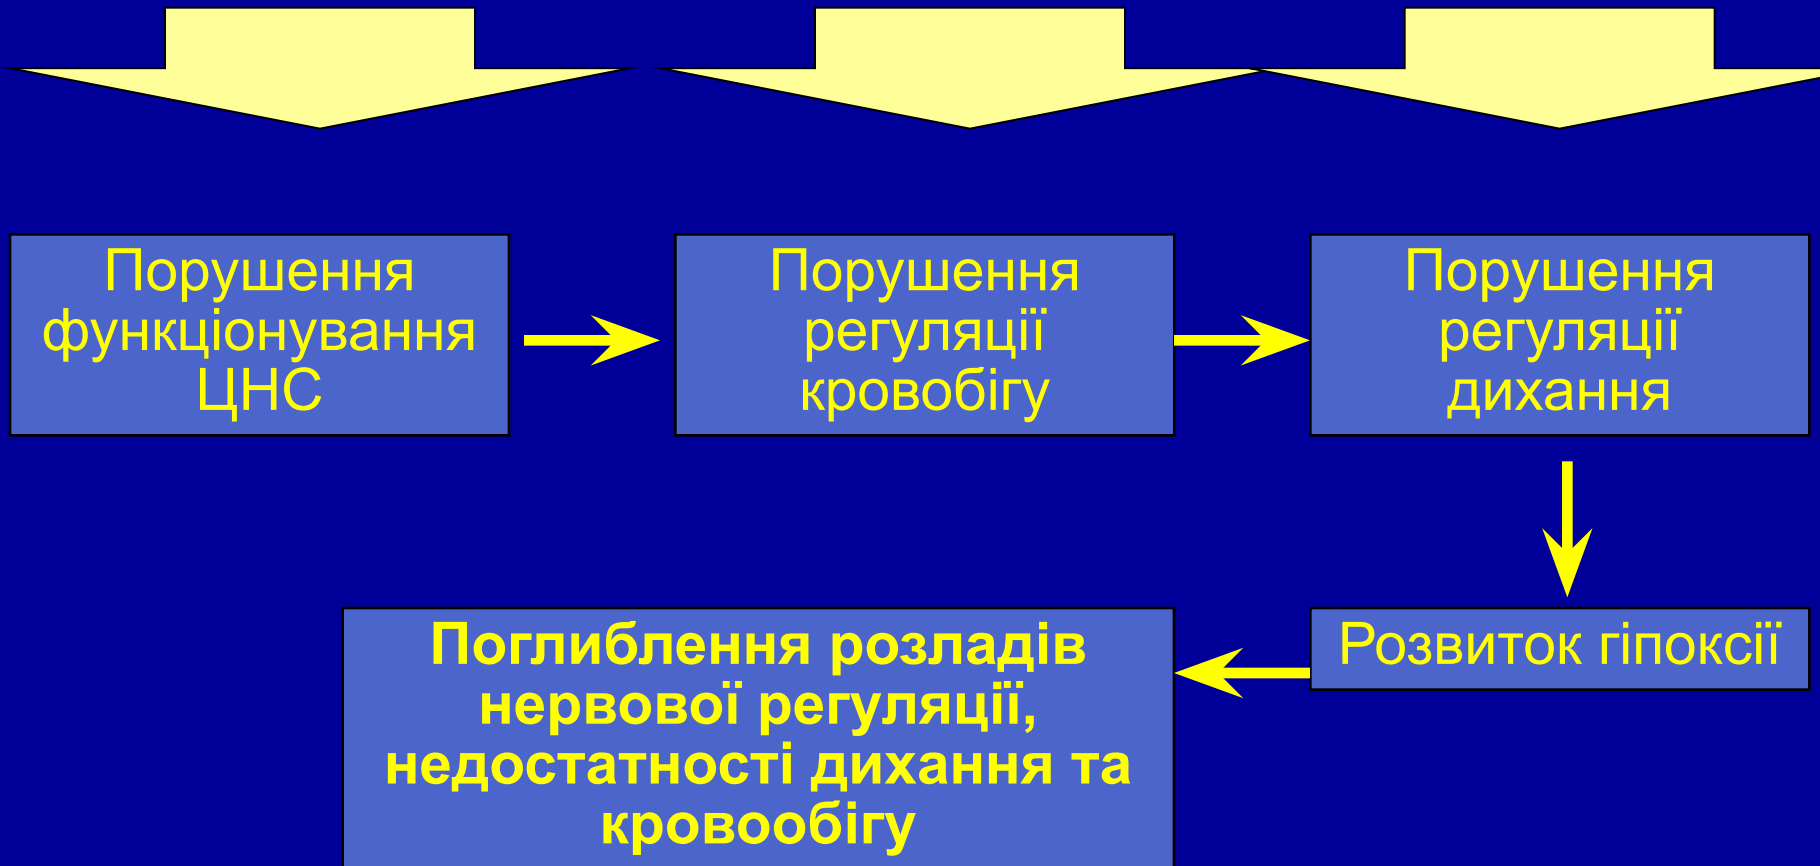 Порушення
функціонування
ЦНС
Порушення
регуляції
кровобігу
Порушення
регуляції
дихання
Розвиток гіпоксії
Поглиблення розладів
нервової регуляції,
недостатності дихання та
кровообігу